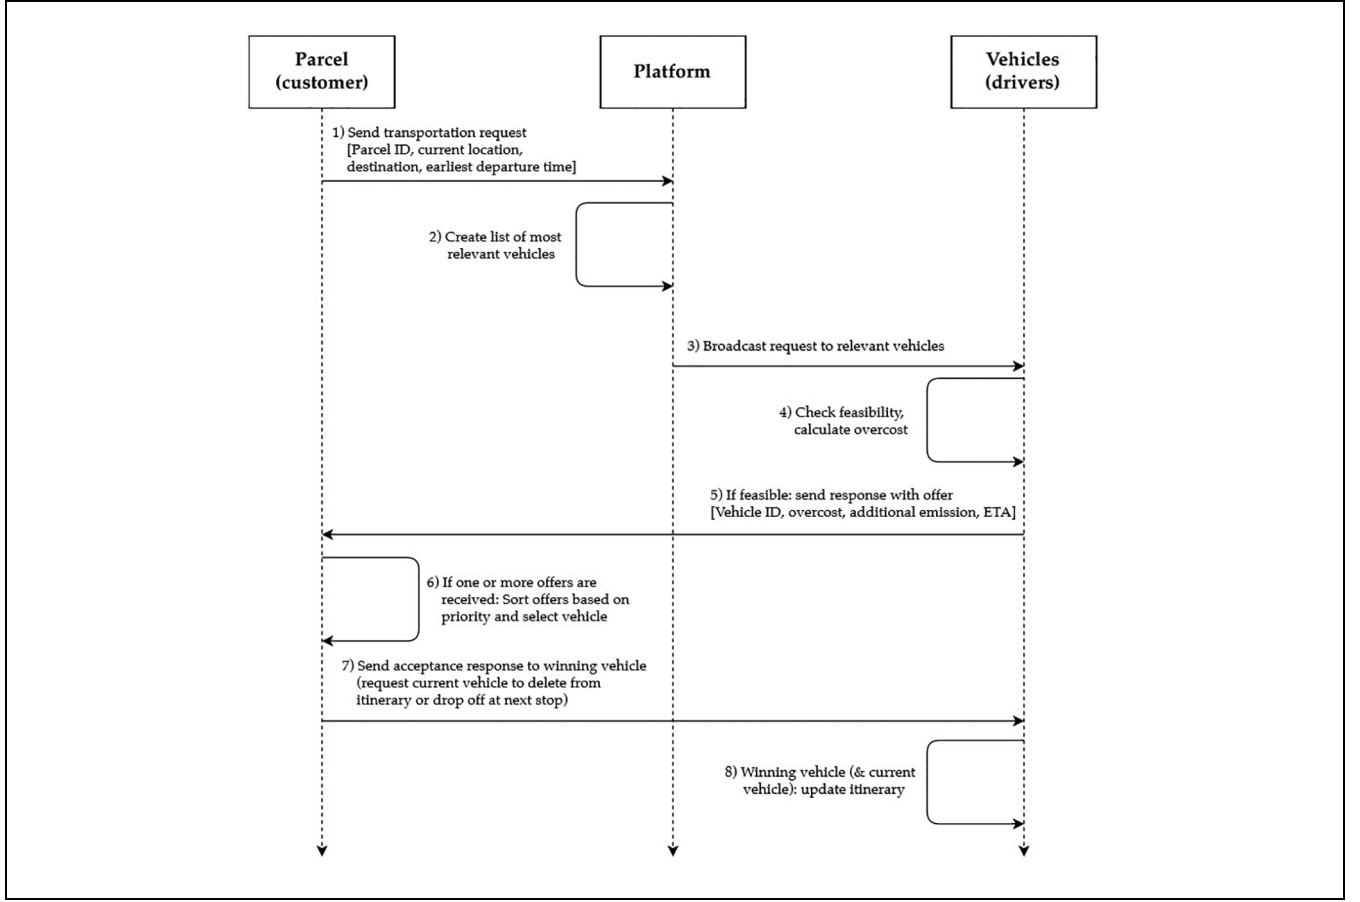 Parcel
(customer)
Platform
Vehicles
(drivers)
1) Send transportation request
[Parcel ID, current location,
destination, earliest departure time]
2) Create list of most
relevant vehicles
3) Broadcast request to relevant vehicles
4) Check feasibility,
calculate overcost
5) If feasible: send response with offer
[Vehicle ID, overcost, additional emission, ETA]
6) If one or more offers are
received: Sort offers based on
priority and select vehicle
7) Send acceptance response to winning vehicle
(request current vehicle to delete from
itinerary or drop off at next stop)
8) Winning vehicle (& current
vehicle): update itinerary